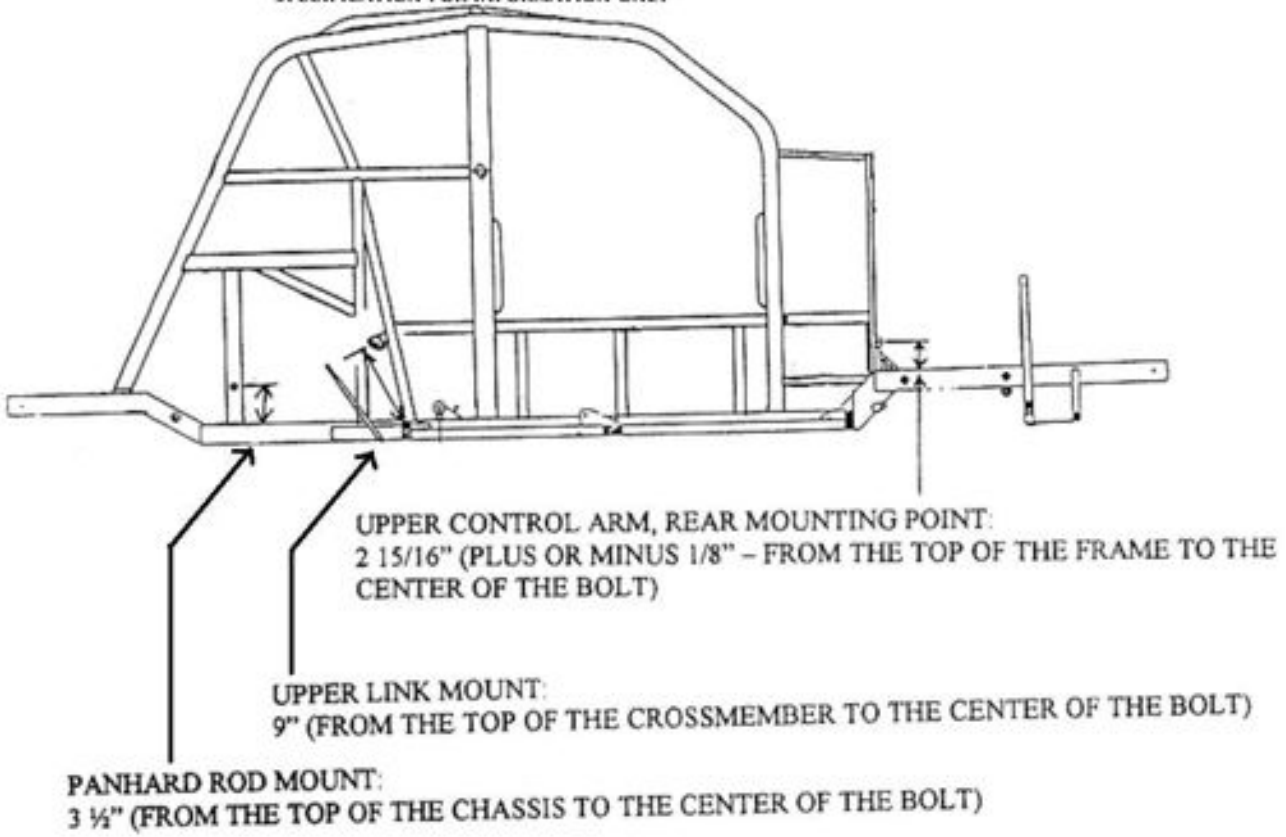 UPPER CONTROL ARM, REAR MOUNTING POINT:
2 15/16" (PLUS OR MINUS 1/8" – FROM THE TOP OF THE FRAME TO THE
CENTER OF THE BOLT)
UPPER LINK MOUNT:
9" (FROM THE TOP OF THE CROSSMEMBER TO THE CENTER OF THE BOLT)
PANHARD ROD MOUNT:
3 ½" (FROM THE TOP OF THE CHASSIS TO THE CENTER OF THE BOLT)